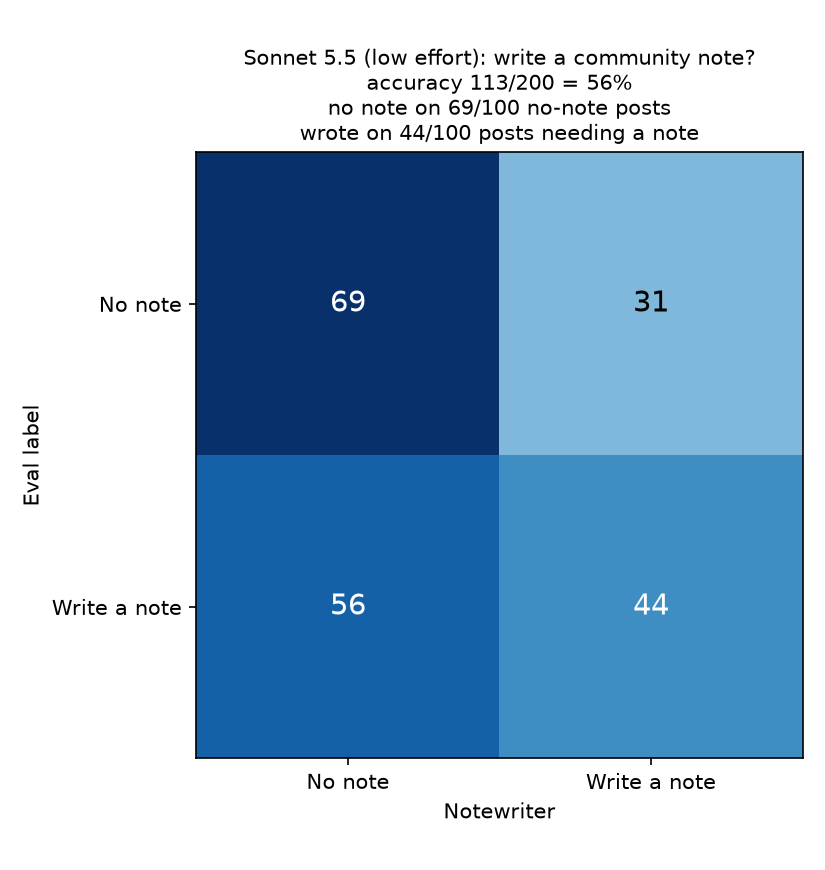 Sonnet 5.5 (low effort): write a community note?
accuracy 113/200 = 56%
no note on 69/100 no-note posts
wrote on 44/100 posts needing a note
No note
69
31
Eval label
Write a note
56
44
No note
Write a note
Notewriter